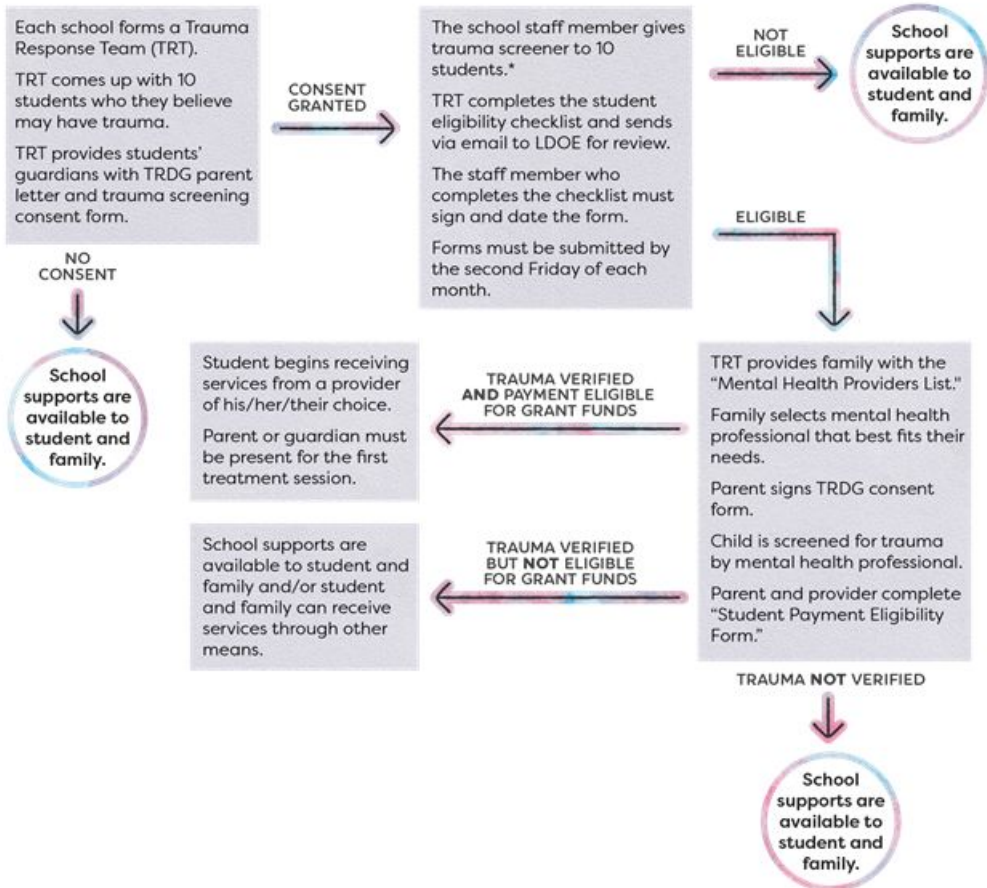 Each school forms a Trauma
Response Team (TRT).
TRT comes up with 10
students who they believe
may have trauma.
TRT provides students'
guardians with TRDG parent
letter and trauma screening
consent form.
CONSENT
GRANTED
The school staff member gives
trauma screener to 10
students.*
TRT completes the student
eligibility checklist and sends
via email to LDOE for review.
The staff member who
completes the checklist must
sign and date the form.
Forms must be submitted by
the second Friday of each
month.
NOT
ELIGIBLE
School
supports are
available to
student and
family.
ELIGIBLE
NO
CONSENT
School
supports are
available to
student and
family.
TRT provides family with the
"Mental Health Providers List."
Family selects mental health
professional that best fits their
needs.
Parent signs TRDG consent
form.
Child is screened for trauma
by mental health professional.
Parent and provider complete
"Student Payment Eligibility
Form."
TRAUMA VERIFIED
AND PAYMENT ELIGIBLE
FOR GRANT FUNDS
Student begins receiving
services from a provider
of his/her/their choice.
Parent or guardian must
be present for the first
treatment session.
TRAUMA VERIFIED
BUT NOT ELIGIBLE
FOR GRANT FUNDS
School supports are
available to student and
family and/or student
and family can receive
services through other
means.
TRAUMA NOT VERIFIED
School
supports are
available to
student and
family.